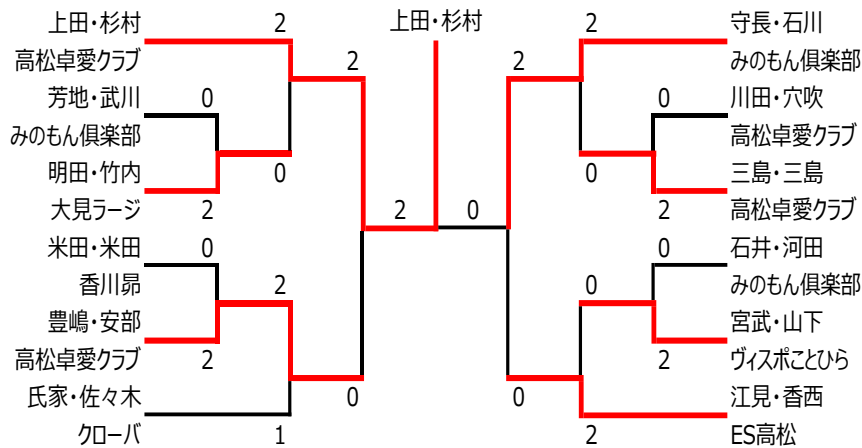 上田・杉村
上田・杉村 2
高松卓愛クラブ
2
芳地・武川 0
みのもん俱楽部
明田・竹内 0
大見ラージ 2
2
米田・米田 0
香川昴 2
豊嶋・安部
高松卓愛クラブ 2
氏家・佐々木 0
クローバ 1
2 守長・石川
2 みのもん俱楽部
0 川田・穴吹
高松卓愛クラブ
0 三島・三島
2 高松卓愛クラブ
0
0 石井・河田
0 みのもん俱楽部
宮武・山下
2 ヴィスポことひら
0 江見・香西
2 ES高松